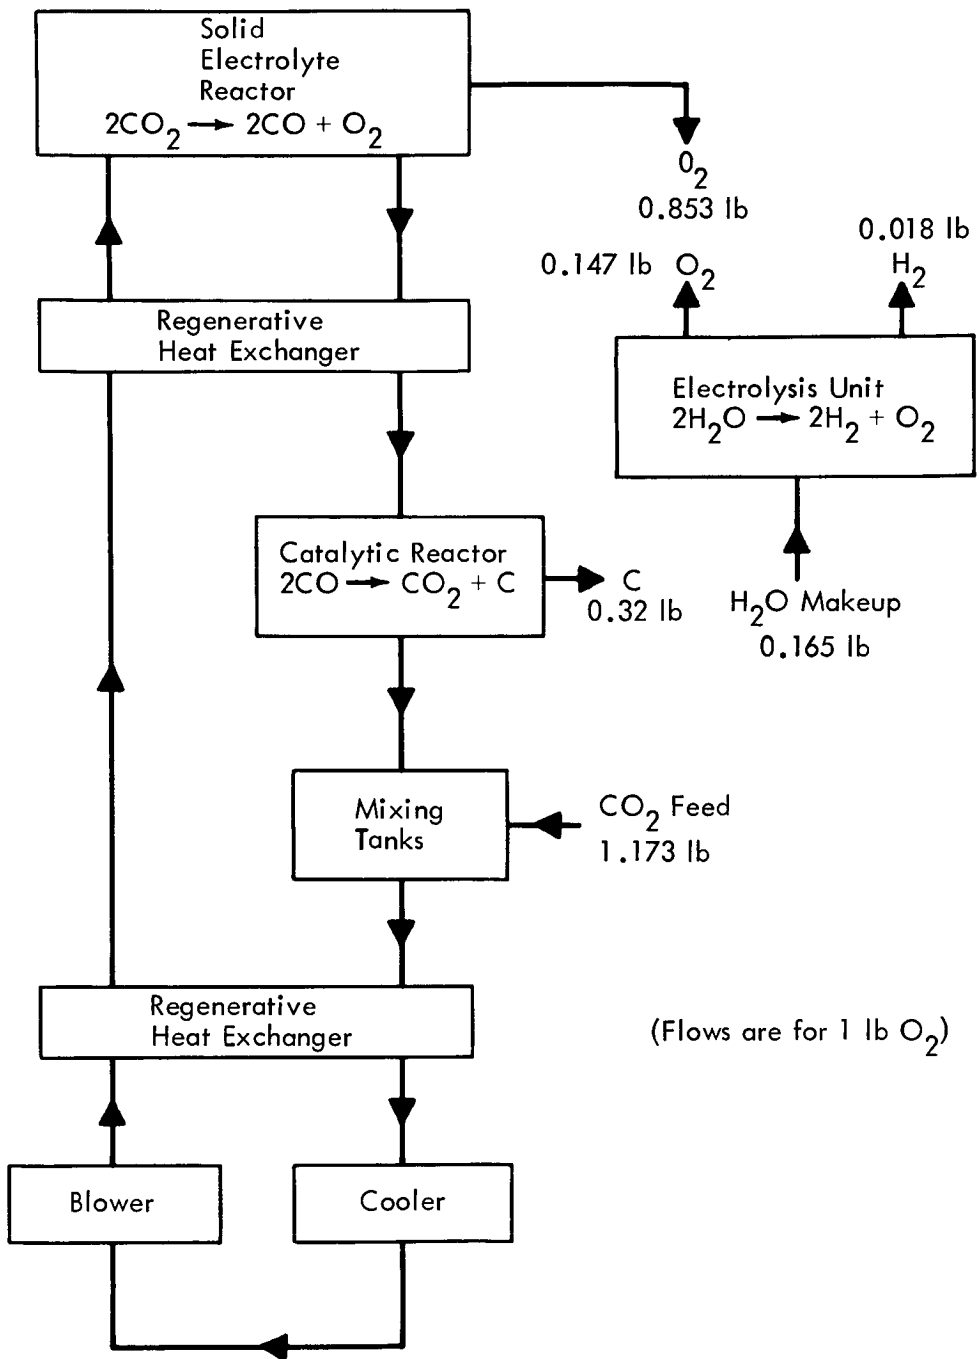 Solid
Electrolyte
Reactor
2CO₂ → 2CO + O₂
O₂
0.853 lb
0.147 lb O₂
0.018 lb
H₂
Regenerative
Heat Exchanger
Electrolysis Unit
2H₂O → 2H₂ + O₂
Catalytic Reactor
2CO → CO₂ + C
C
0.32 lb
H₂O Makeup
0.165 lb
Mixing
Tanks
CO₂ Feed
1.173 lb
Regenerative
Heat Exchanger
(Flows are for 1 lb O₂)
Blower
Cooler